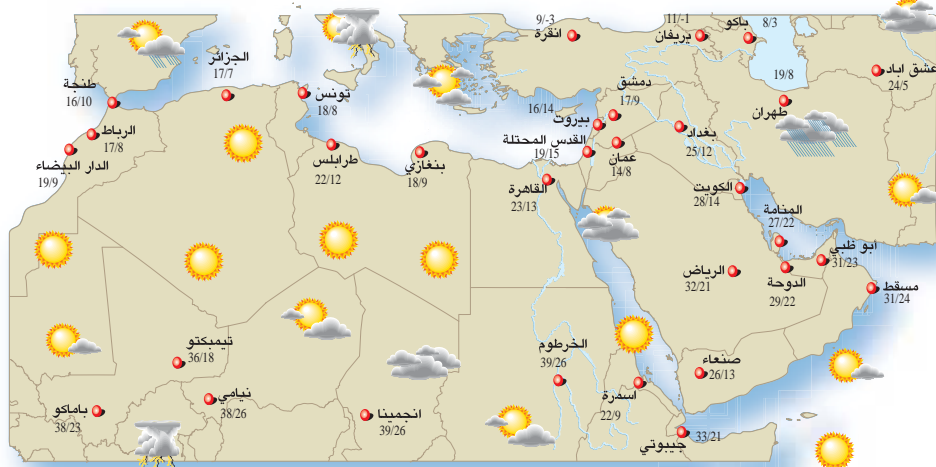 أنقرة
9/-3
يريفان
11/-1
باكو
8/3
عشق اباد
24/5
طهران
19/8
الجزائر
17/7
طنجة
16/10
تونس
18/8
دمشق
17/9
بيروت
16/14
بغداد
25/12
الرباط
17/8
القدس المحتلة
19/15
عمان
14/8
الدار البيضاء
19/9
طرابلس
22/12
بنغازي
18/9
القاهرة
23/13
الكويت
28/14
المنامة
27/22
ابو ظبي
31/23
الرياض
32/21
الدوحة
29/22
مسقط
31/24
تيمبكتو
36/18
الخرطوم
39/26
صنعاء
26/13
نيامي
38/26
باماكو
38/23
انجمينا
39/26
اسمرة
22/9
جيبوتي
33/21